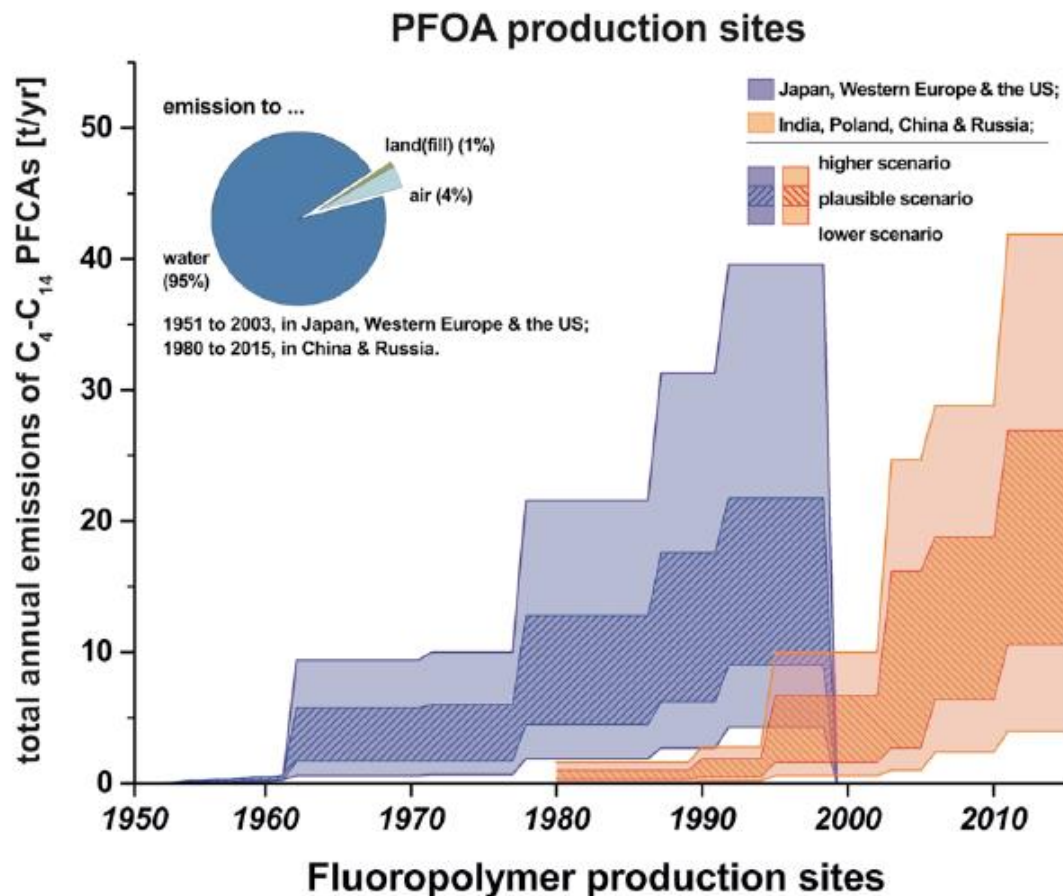 PFOA production sites
total annual emissions of C₄-C₁₄ PFCAs [t/yr]
50
40
30
20
10
0
emission to ...
land(fill) (1%)
air (4%)
water
(95%)
1951 to 2003, in Japan, Western Europe & the US;
1980 to 2015, in China & Russia.
Japan, Western Europe & the US;
India, Poland, China & Russia;
higher scenario
plausible scenario
lower scenario
1950 1960 1970 1980 1990 2000 2010
Fluoropolymer production sites